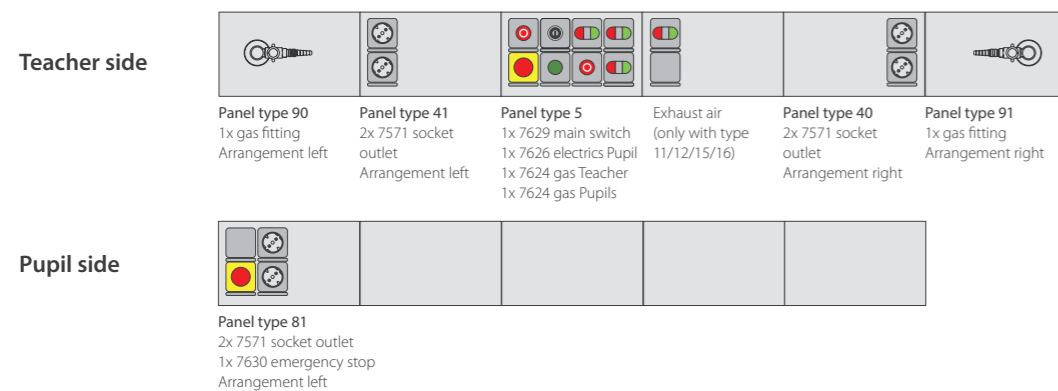 Teacher side
Panel type 90
1x gas fitting
Arrangement left
Panel type 41
2x 7571 socket
outlet
Arrangement left
Panel type 5
1x 7629 main switch
1x 7626 electrics Pupil
1x 7624 gas Teacher
1x 7624 gas Pupils
Exhaust air
(only with type
11/12/15/16)
Panel type 40
2x 7571 socket
outlet
Arrangement right
Panel type 91
1x gas fitting
Arrangement right
Pupil side
Panel type 81
2x 7571 socket outlet
1x 7630 emergency stop
Arrangement left